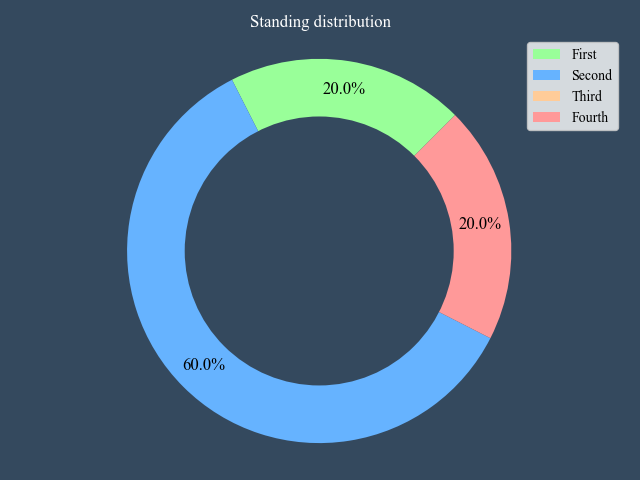 Standing distribution
First
Second
Third
Fourth
20.0%
20.0%
60.0%